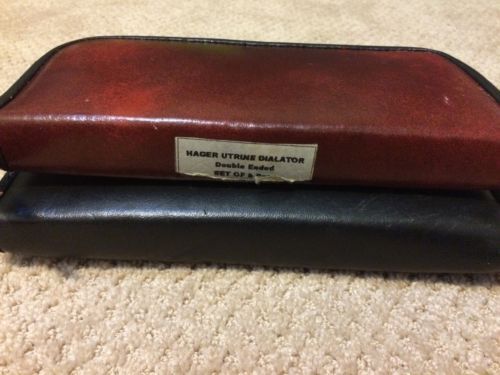 HAGER UTRINE DIALATOR
Double Ended
SET OF